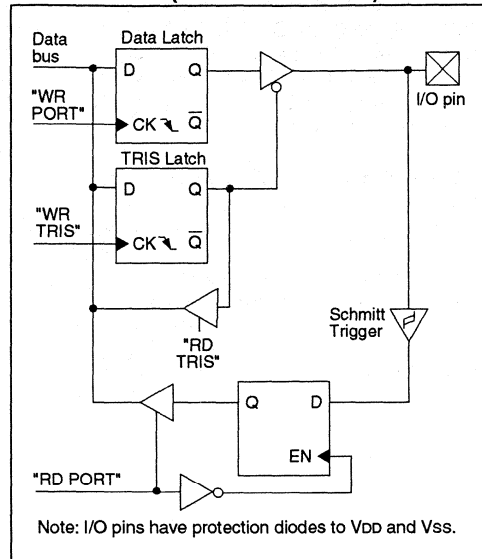 Data
bus
Data Latch
D Q
"WR
PORT"
CK Q
I/O pin
TRIS Latch
D Q
"WR
TRIS"
CK Q
"RD
TRIS"
Schmitt
Trigger
Q D
EN
"RD PORT"
Note: I/O pins have protection diodes to VDD and VSS.